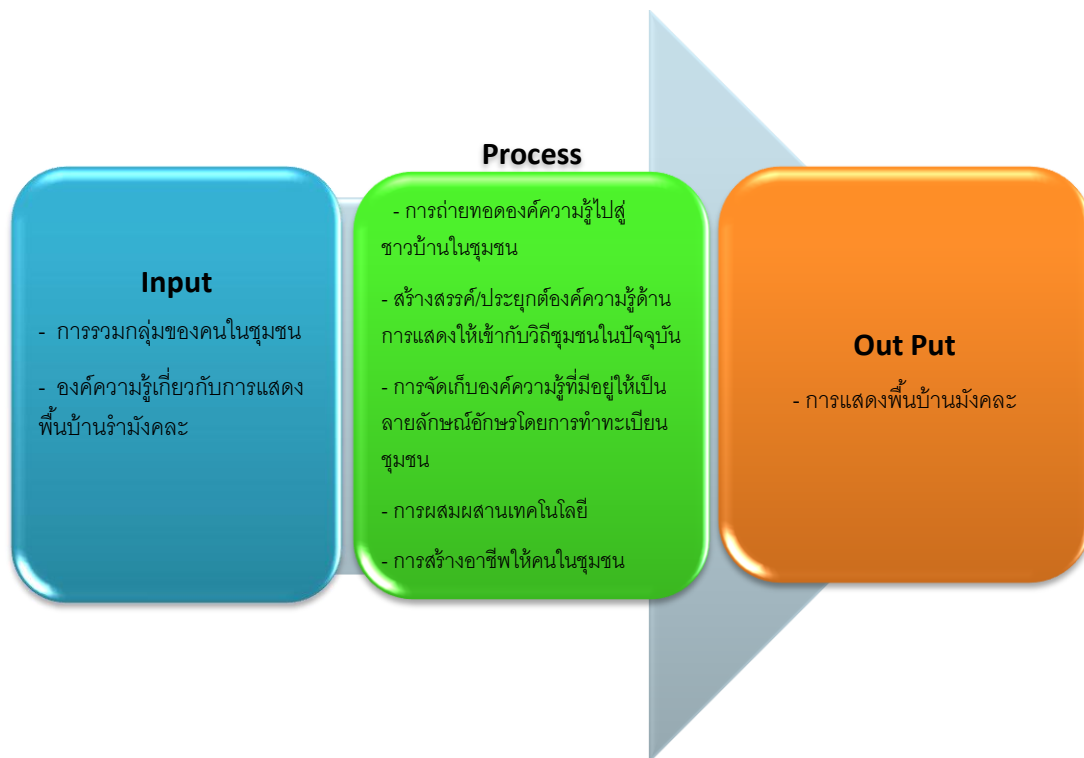 Input
- การรวมกลุ่มของคนในชุมชน
- องค์ความรู้เกี่ยวกับการแสดง
พื้นบ้านรำมังคละ
Process
- การถ่ายทอดองค์ความรู้ไปสู่
ชาวบ้านในชุมชน
- สร้างสรรค์/ประยุกต์องค์ความรู้ด้าน
การแสดงให้เข้ากับวิถีชุมชนในปัจจุบัน
- การจัดเก็บองค์ความรู้ที่มีอยู่ให้เป็น
ลายลักษณ์อักษรโดยการทำทะเบียน
ชุมชน
- การผสมผสานเทคโนโลยี
- การสร้างอาชีพให้คนในชุมชน
Out Put
- การแสดงพื้นบ้านมังคละ